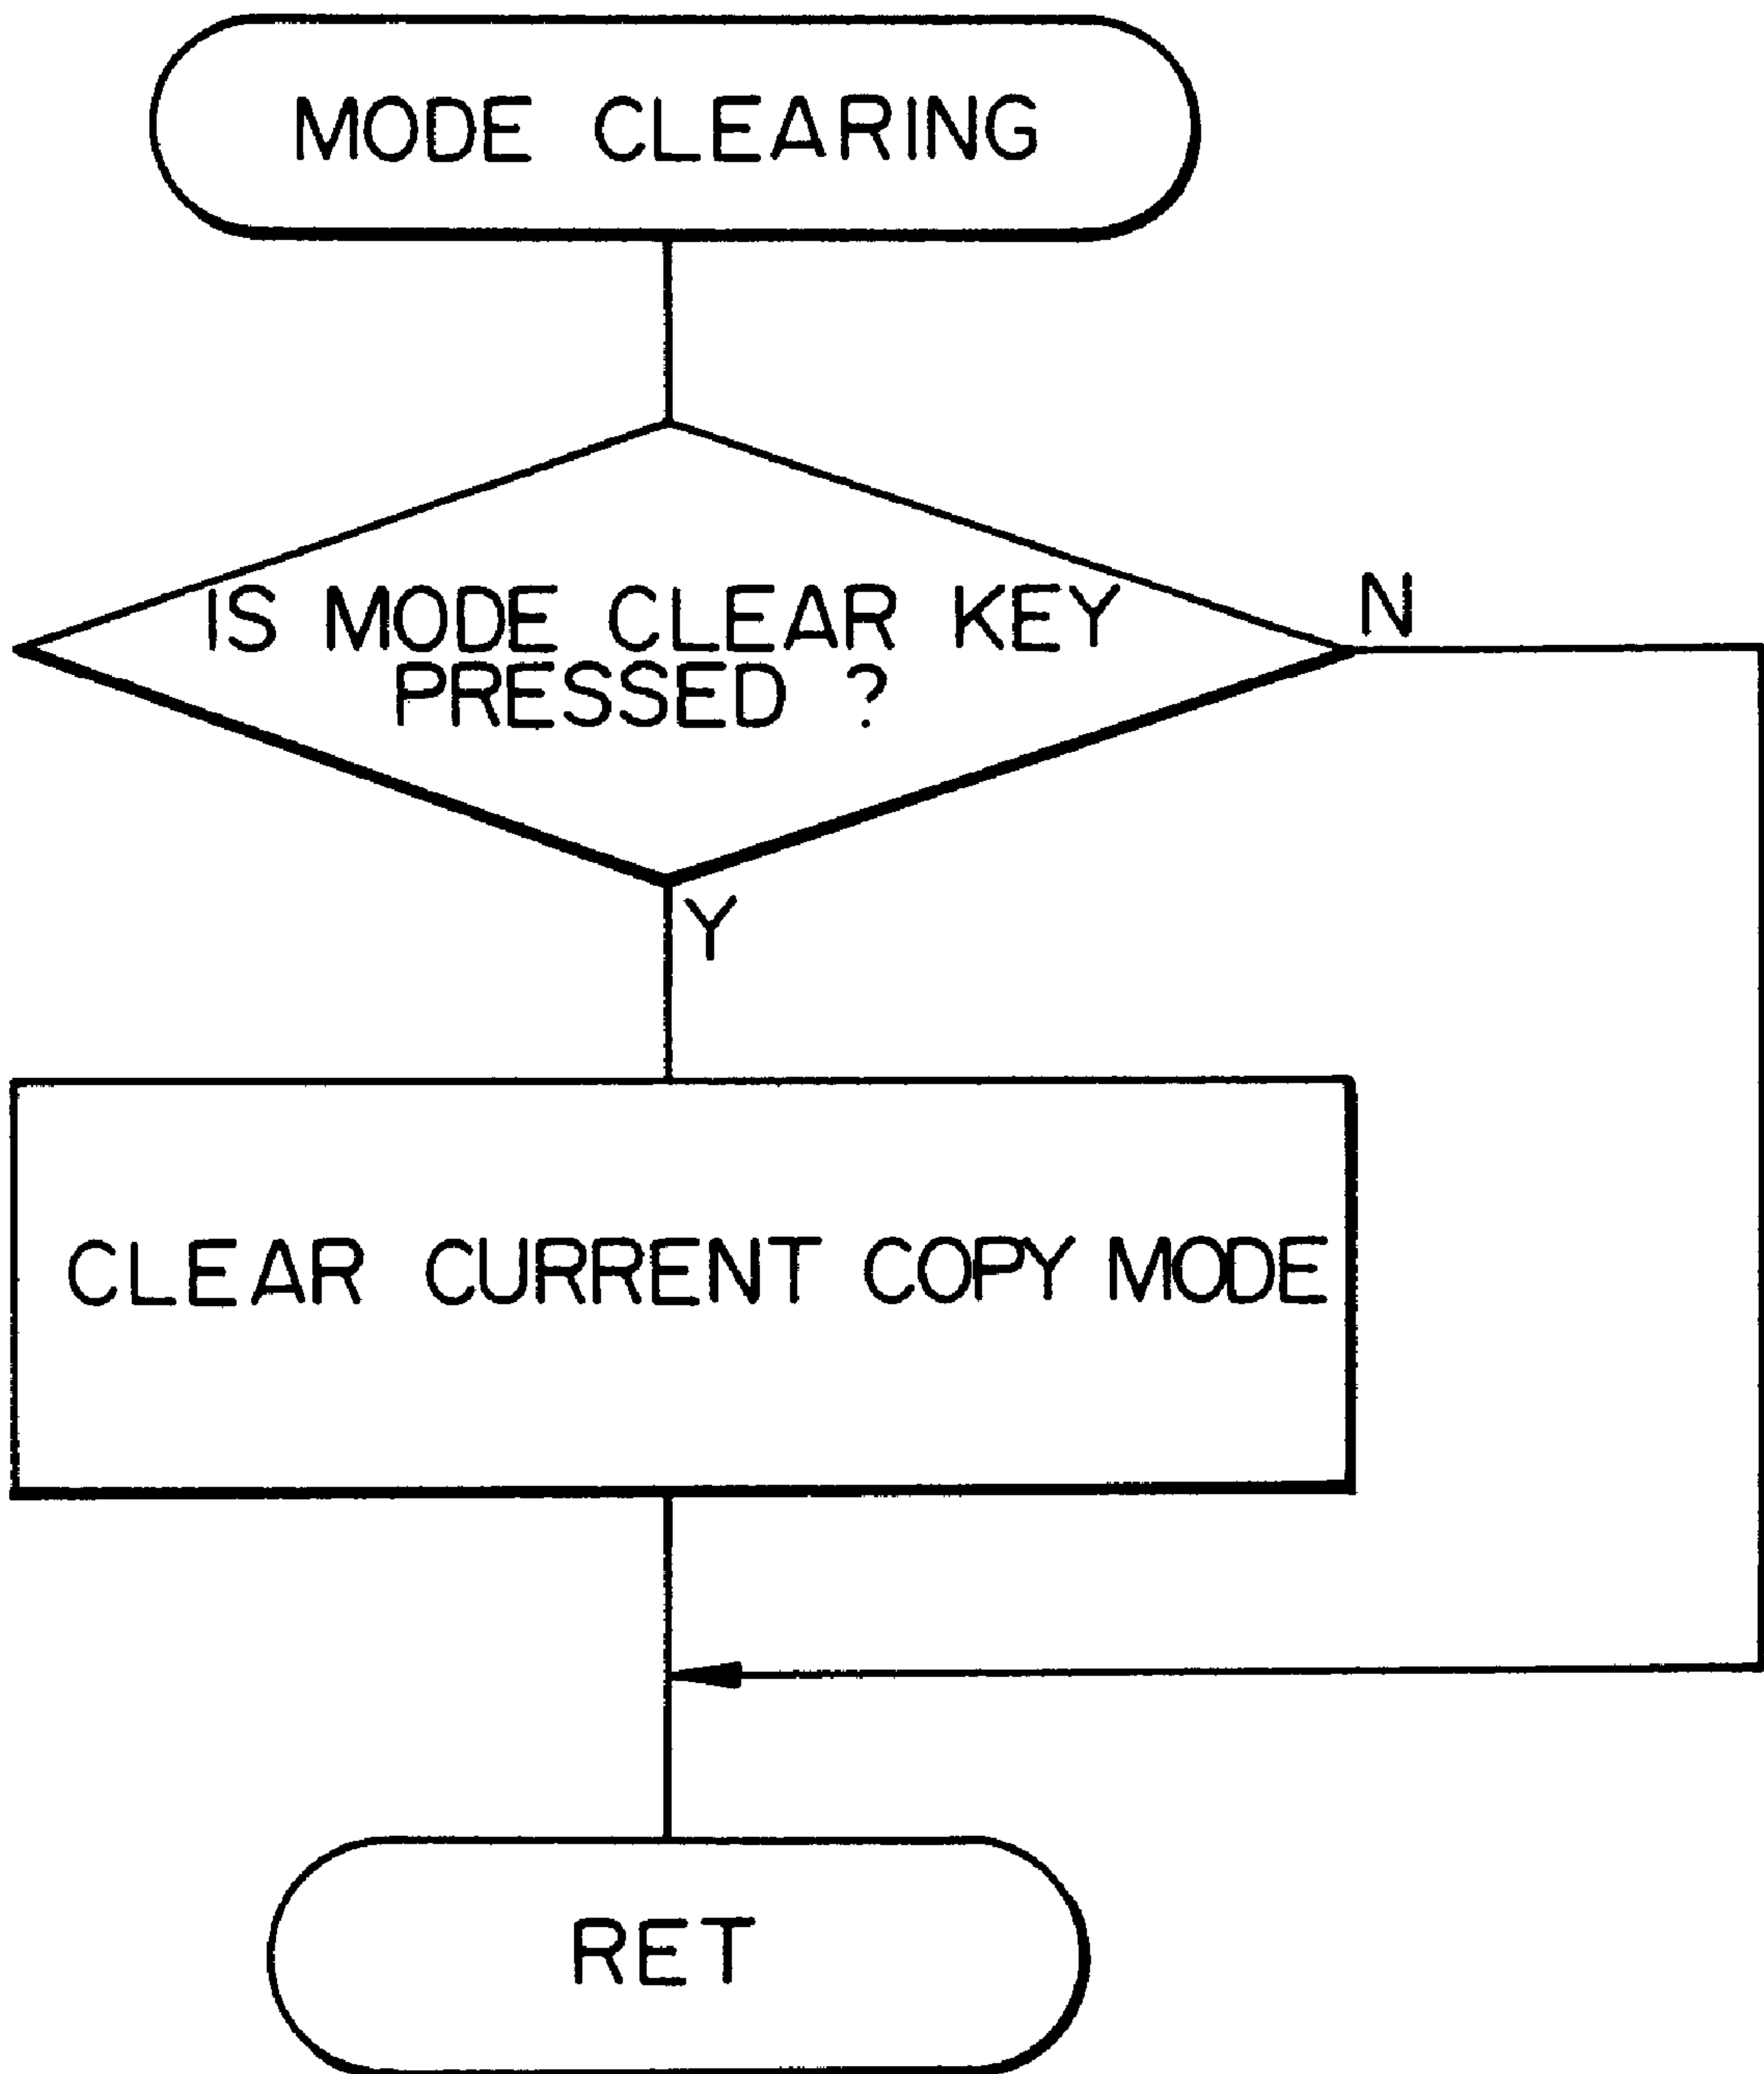 MODE CLEARING
IS MODE CLEAR KEY
PRESSED ?
N
Y
CLEAR CURRENT COPY MODE
RET